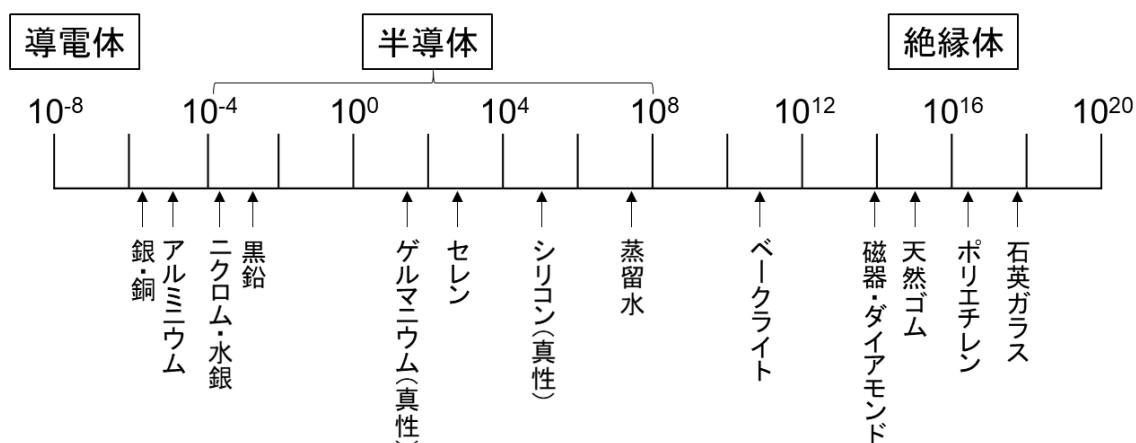 導電体
半導体
絶縁体
10-8
10-4
100
104
108
1012
1016
1020
銀・銅
アルミニウム
ニクロム・水銀
黒鉛
ゲルマニウム(真性)
セレン
シリコン(真性)
蒸留水
ベークライト
磁器・ダイアモンド
天然ゴム
ポリエチレン
石英ガラス